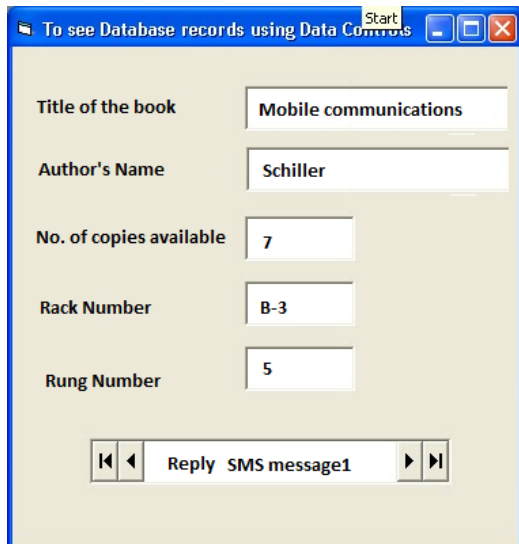 Start
To see Database records using Data Controls
Title of the book Mobile communications
Author's Name Schiller
No. of copies available 7
Rack Number B-3
Rung Number 5
Reply SMS message1